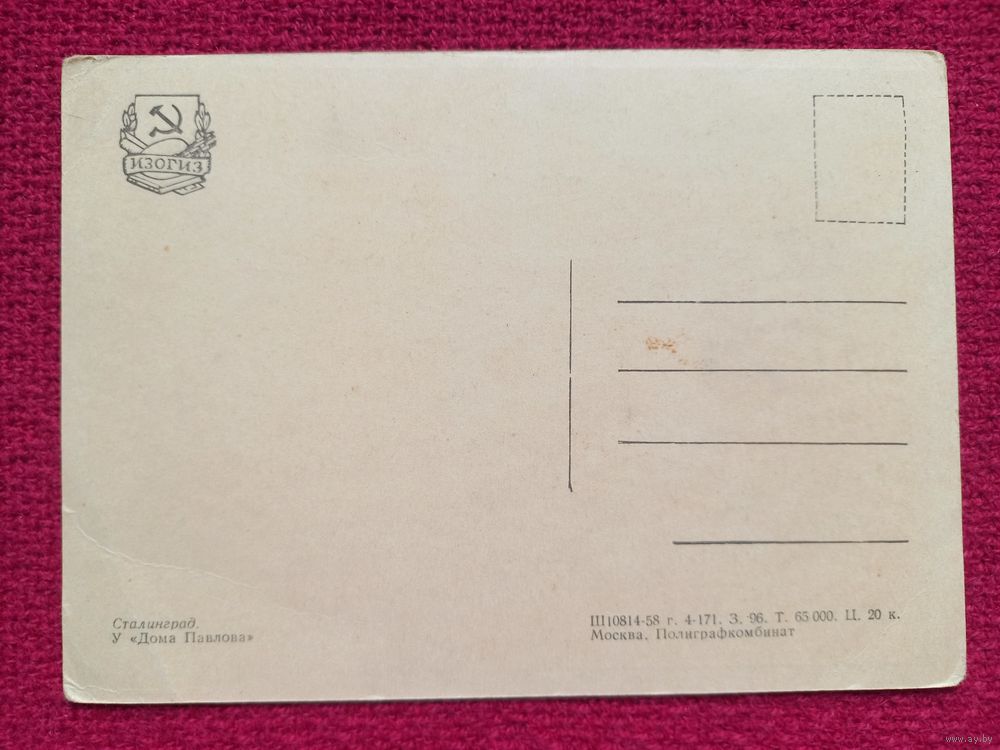 ИЗОГИЗ
Сталинград.
У «Дома Павлова»
Ш10814-58 г. 4-171. З. 96. Т. 65 000. Ц. 20 к.
Москва, Полиграфкомбинат
www.ay.by